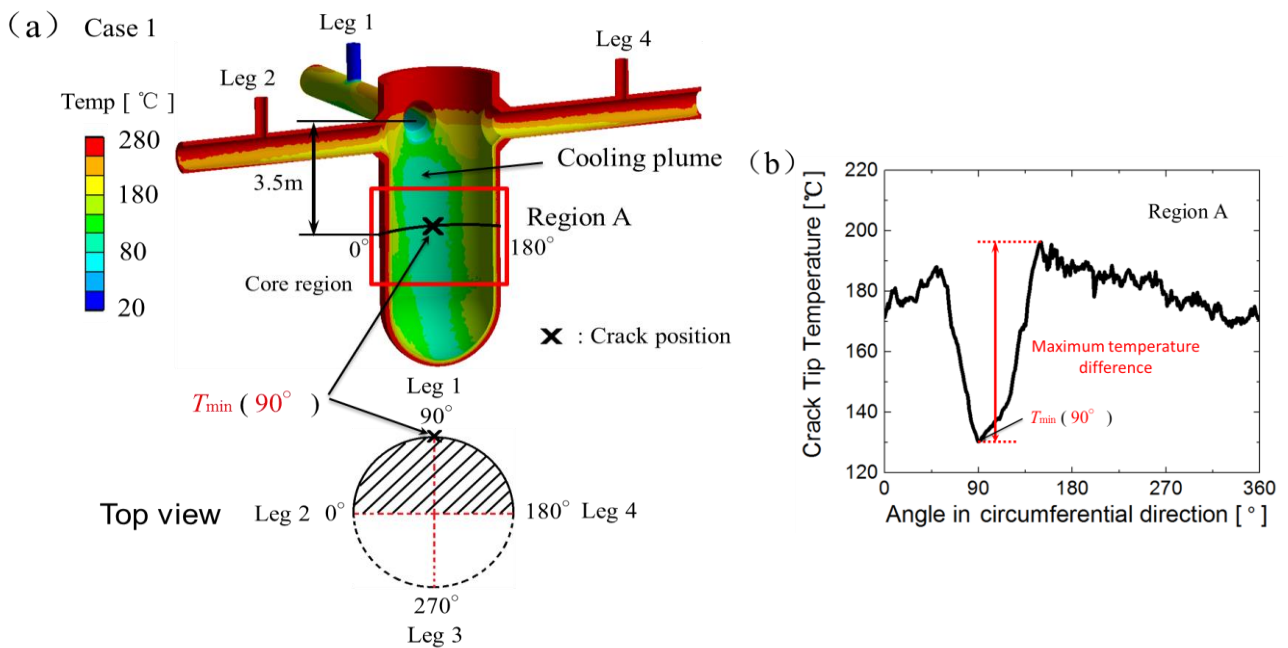 (a) Case 1
Leg 1
Leg 4
Leg 2
Temp [ ℃ ]
280
180
80
20
3.5m
Cooling plume
Region A
0°
180°
Core region
× : Crack position
Tmin ( 90° )
Leg 1
90°
Top view
Leg 2 0°
180° Leg 4
270°
Leg 3
(b)
Crack Tip Temperature [℃]
220
200
180
160
140
120
Region A
Maximum temperature
difference
Tmin ( 90° )
0 90 180 270 360
Angle in circumferential direction [ ° ]